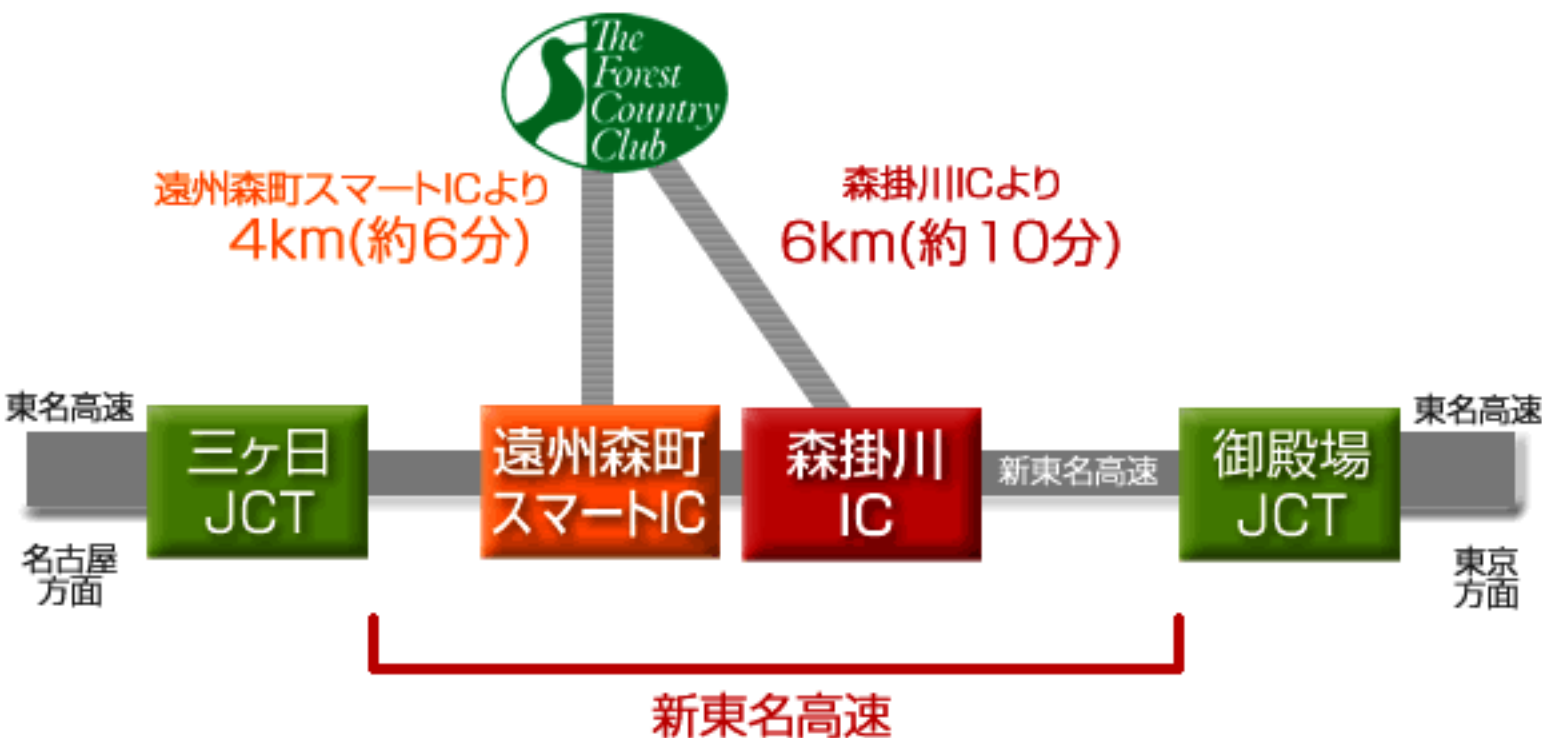 The
Forest
Country
Club
遠州森町スマートICより
4km(約6分)
森掛川ICより
6km(約10分)
東名高速
三ヶ日
JCT
遠州森町
スマートIC
森掛川
IC
新東名高速
御殿場
JCT
東名高速
名古屋
方面
東京
方面
新東名高速